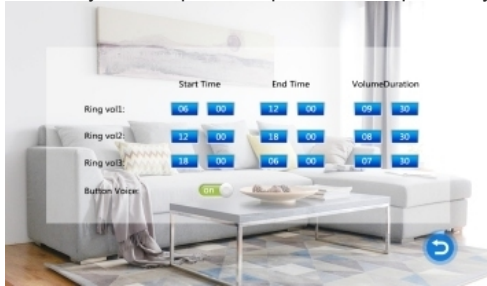 Start Time End Time VolumeDuration
Ring vol1: 06 00 12 00 09 30
Ring vol2: 12 00 18 00 08 30
Ring vol3: 18 00 06 00 07 30
Button Voice: on